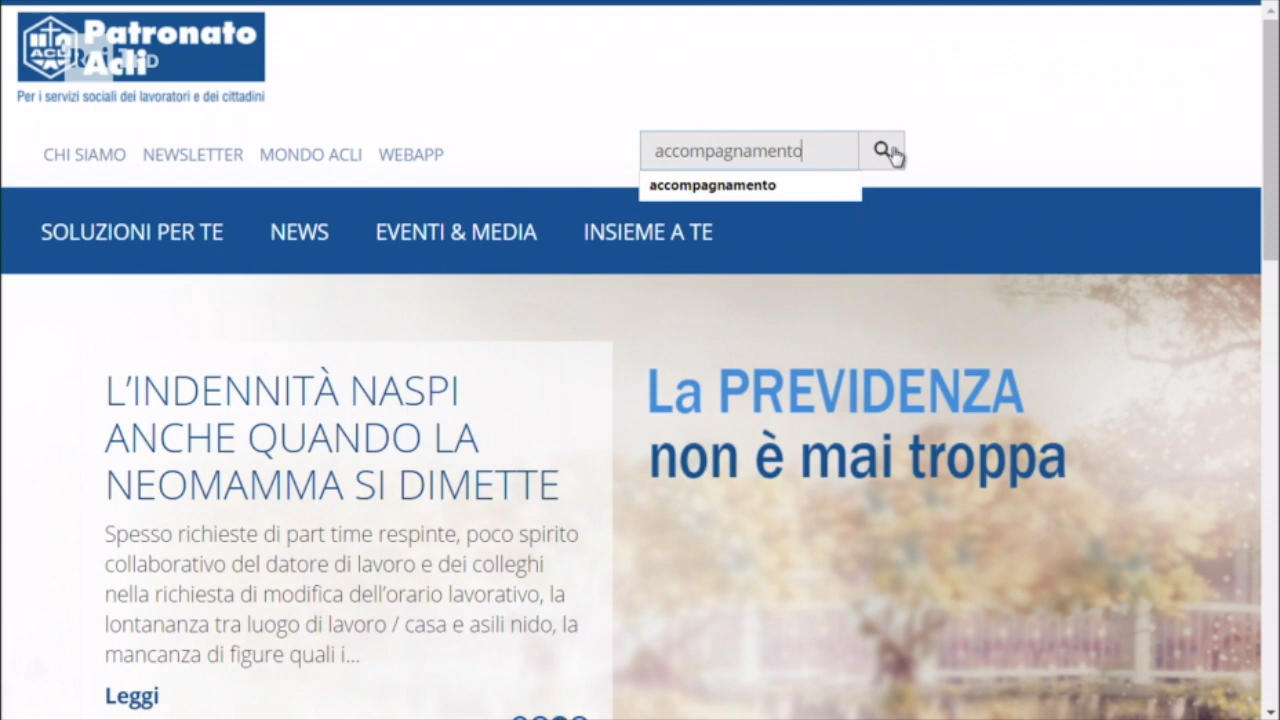 Patronato
ACLI Acli
Per i servizi sociali dei lavoratori e dei cittadini
CHI SIAMO NEWSLETTER MONDO ACLI WEBAPP
accompagnamento
accompagnamento
SOLUZIONI PER TE NEWS EVENTI & MEDIA INSIEME A TE
L'INDENNITÀ NASPI
ANCHE QUANDO LA
NEOMAMMA SI DIMETTE
Spesso richieste di part time respinte, poco spirito
collaborativo del datore di lavoro e dei colleghi
nella richiesta di modifica dell'orario lavorativo, la
lontananza tra luogo di lavoro / casa e asili nido, la
mancanza di figure quali i...
Leggi
La PREVIDENZA
non è mai troppa